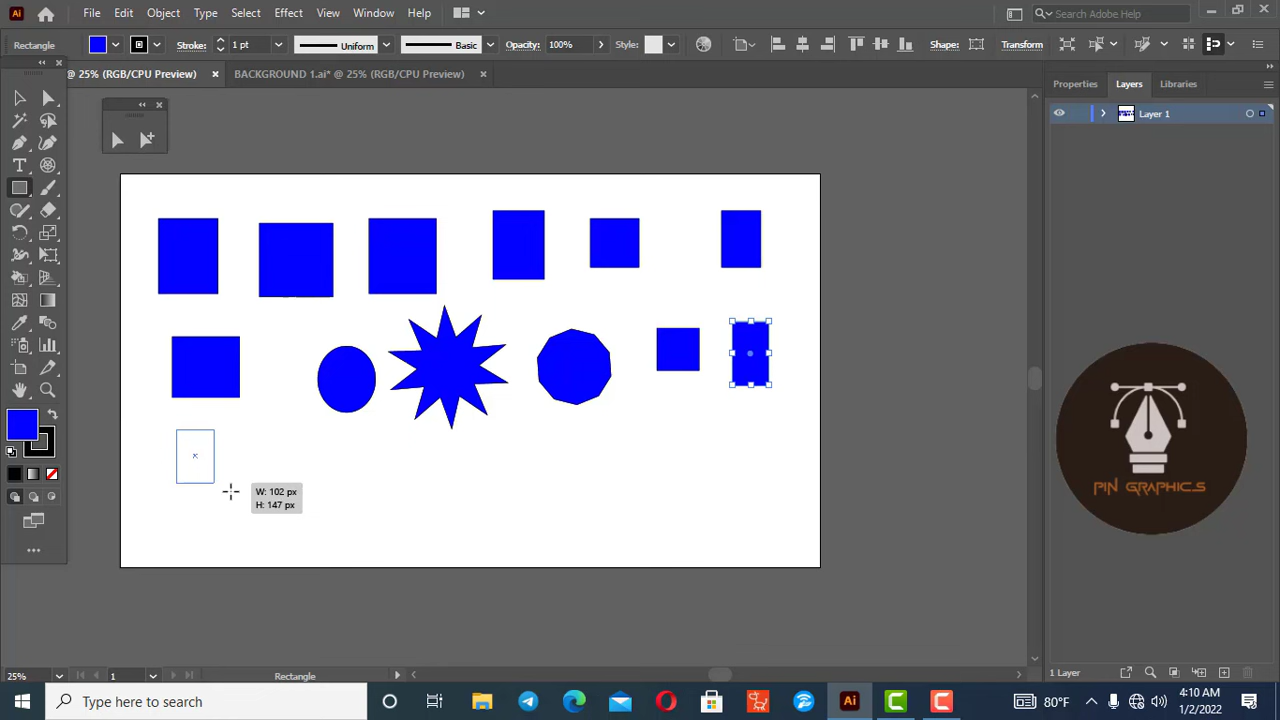 Ai File Edit Object Type Select Effect View Window Help Search Adobe Help
Rectangle Stroke: 1 pt Uniform Basic Opacity: 100% Style: Shape: Transform
@ 25% (RGB/CPU Preview) × BACKGROUND 1.ai* @ 25% (RGB/CPU Preview) ×
Properties Layers Libraries
Layer 1
W: 102 px
H: 147 px
PIN GRAPHICS
25% 1 Rectangle 1 Layer
Type here to search Ai 80°F 4:10 AM
1/2/2022